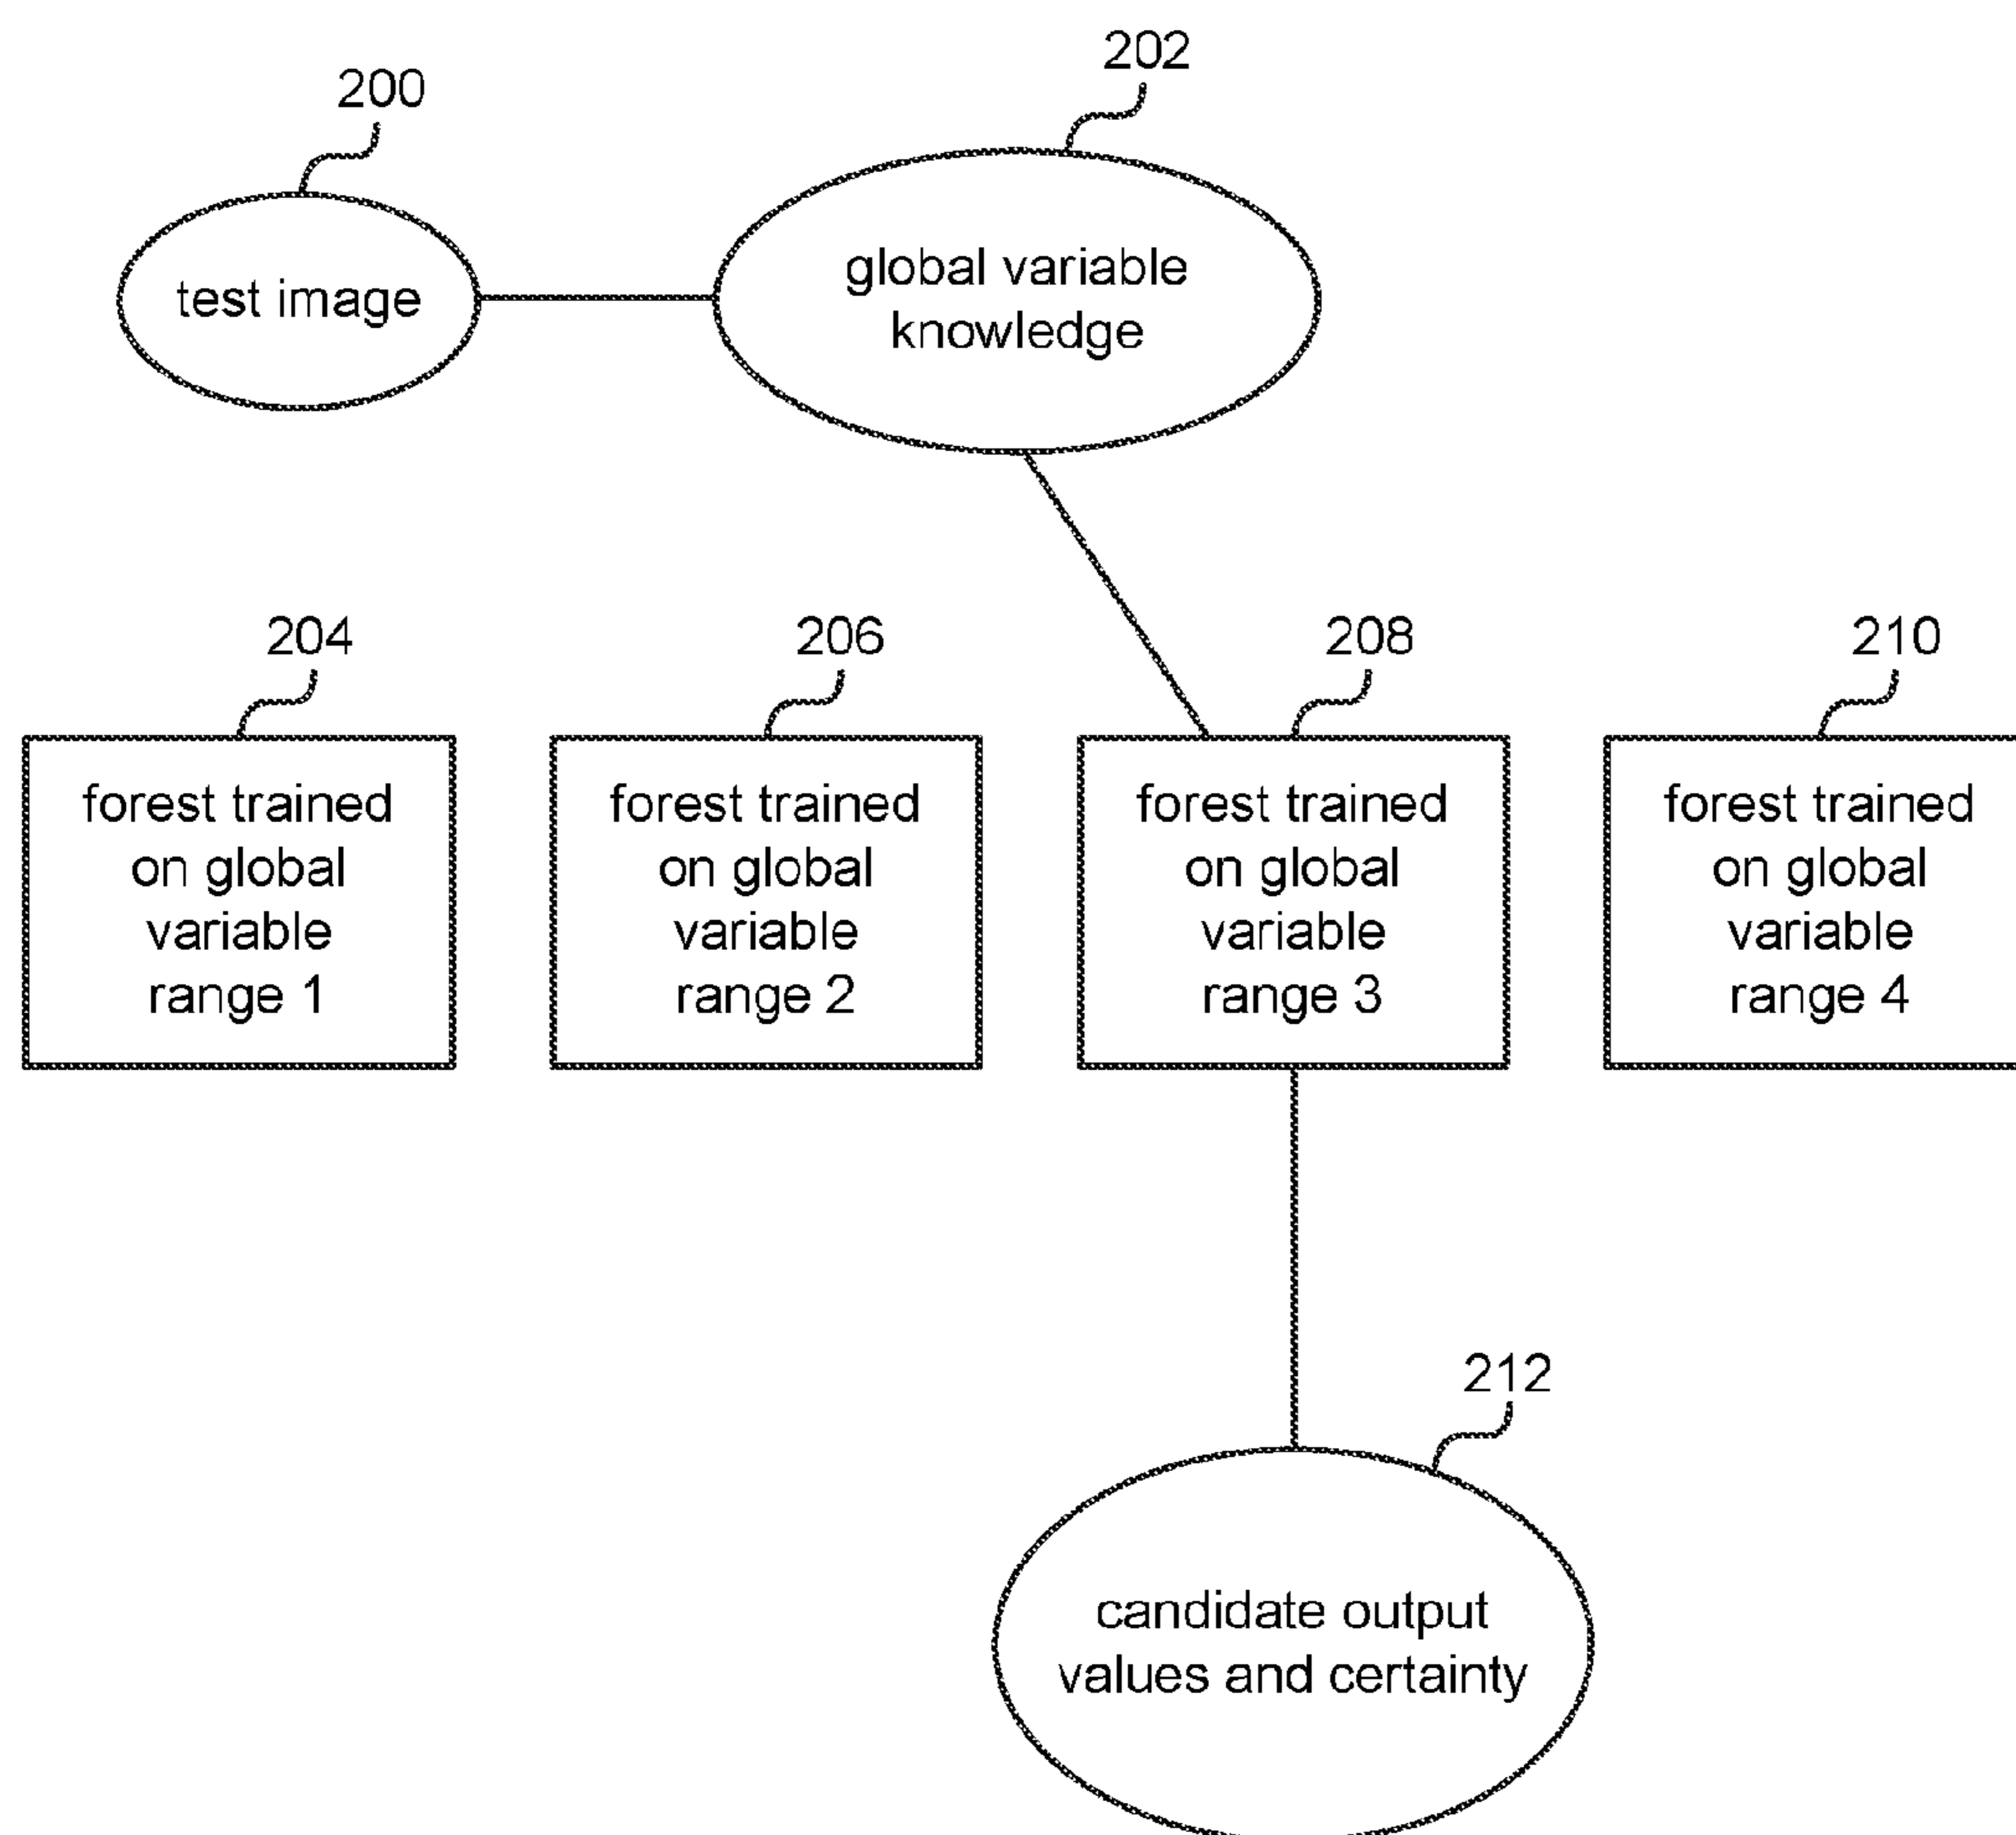 202
200
test image
global variable
knowledge
204
206
208
210
forest trained
on global
variable
range 1
forest trained
on global
variable
range 2
forest trained
on global
variable
range 3
forest trained
on global
variable
range 4
212
candidate output
values and certainty